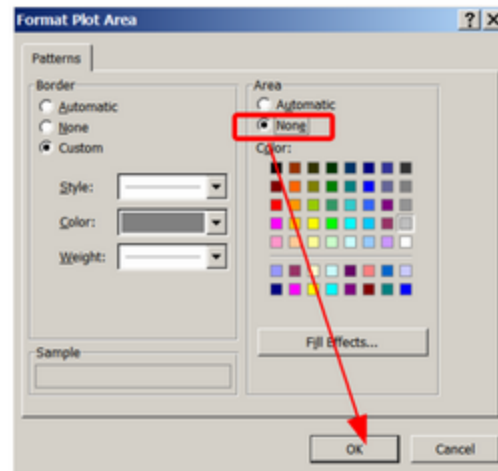 Format Plot Area
Patterns
Border
Automatic
None
Custom
Style:
Color:
Weight:
Sample
Area
Automatic
None
Color:
Fill Effects...
OK
Cancel